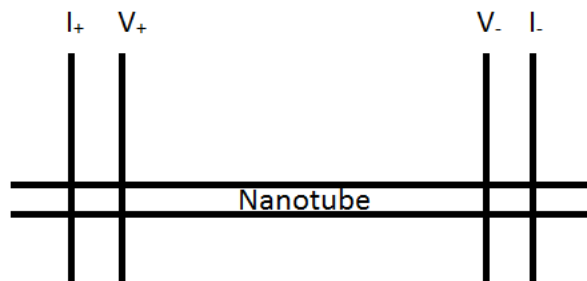 I+ V+ V- I-
Nanotube